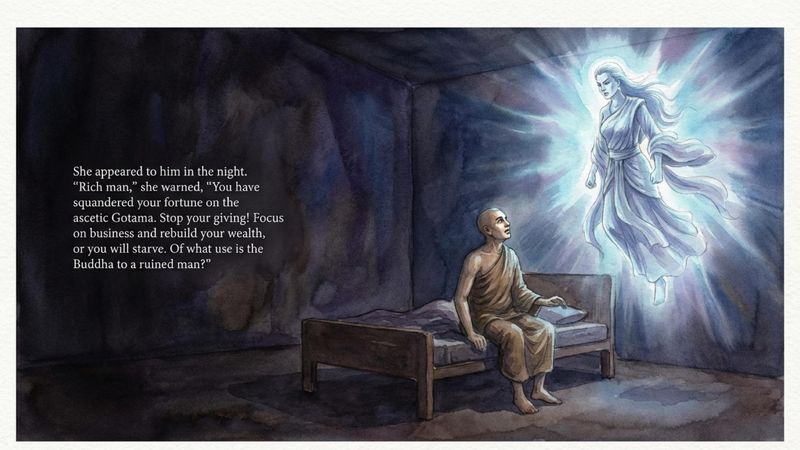 She appeared to him in the night.
“Rich man,” she warned, “You have
squandered your fortune on the
ascetic Gotama. Stop your giving! Focus
on business and rebuild your wealth,
or you will starve. Of what use is the
Buddha to a ruined man?”